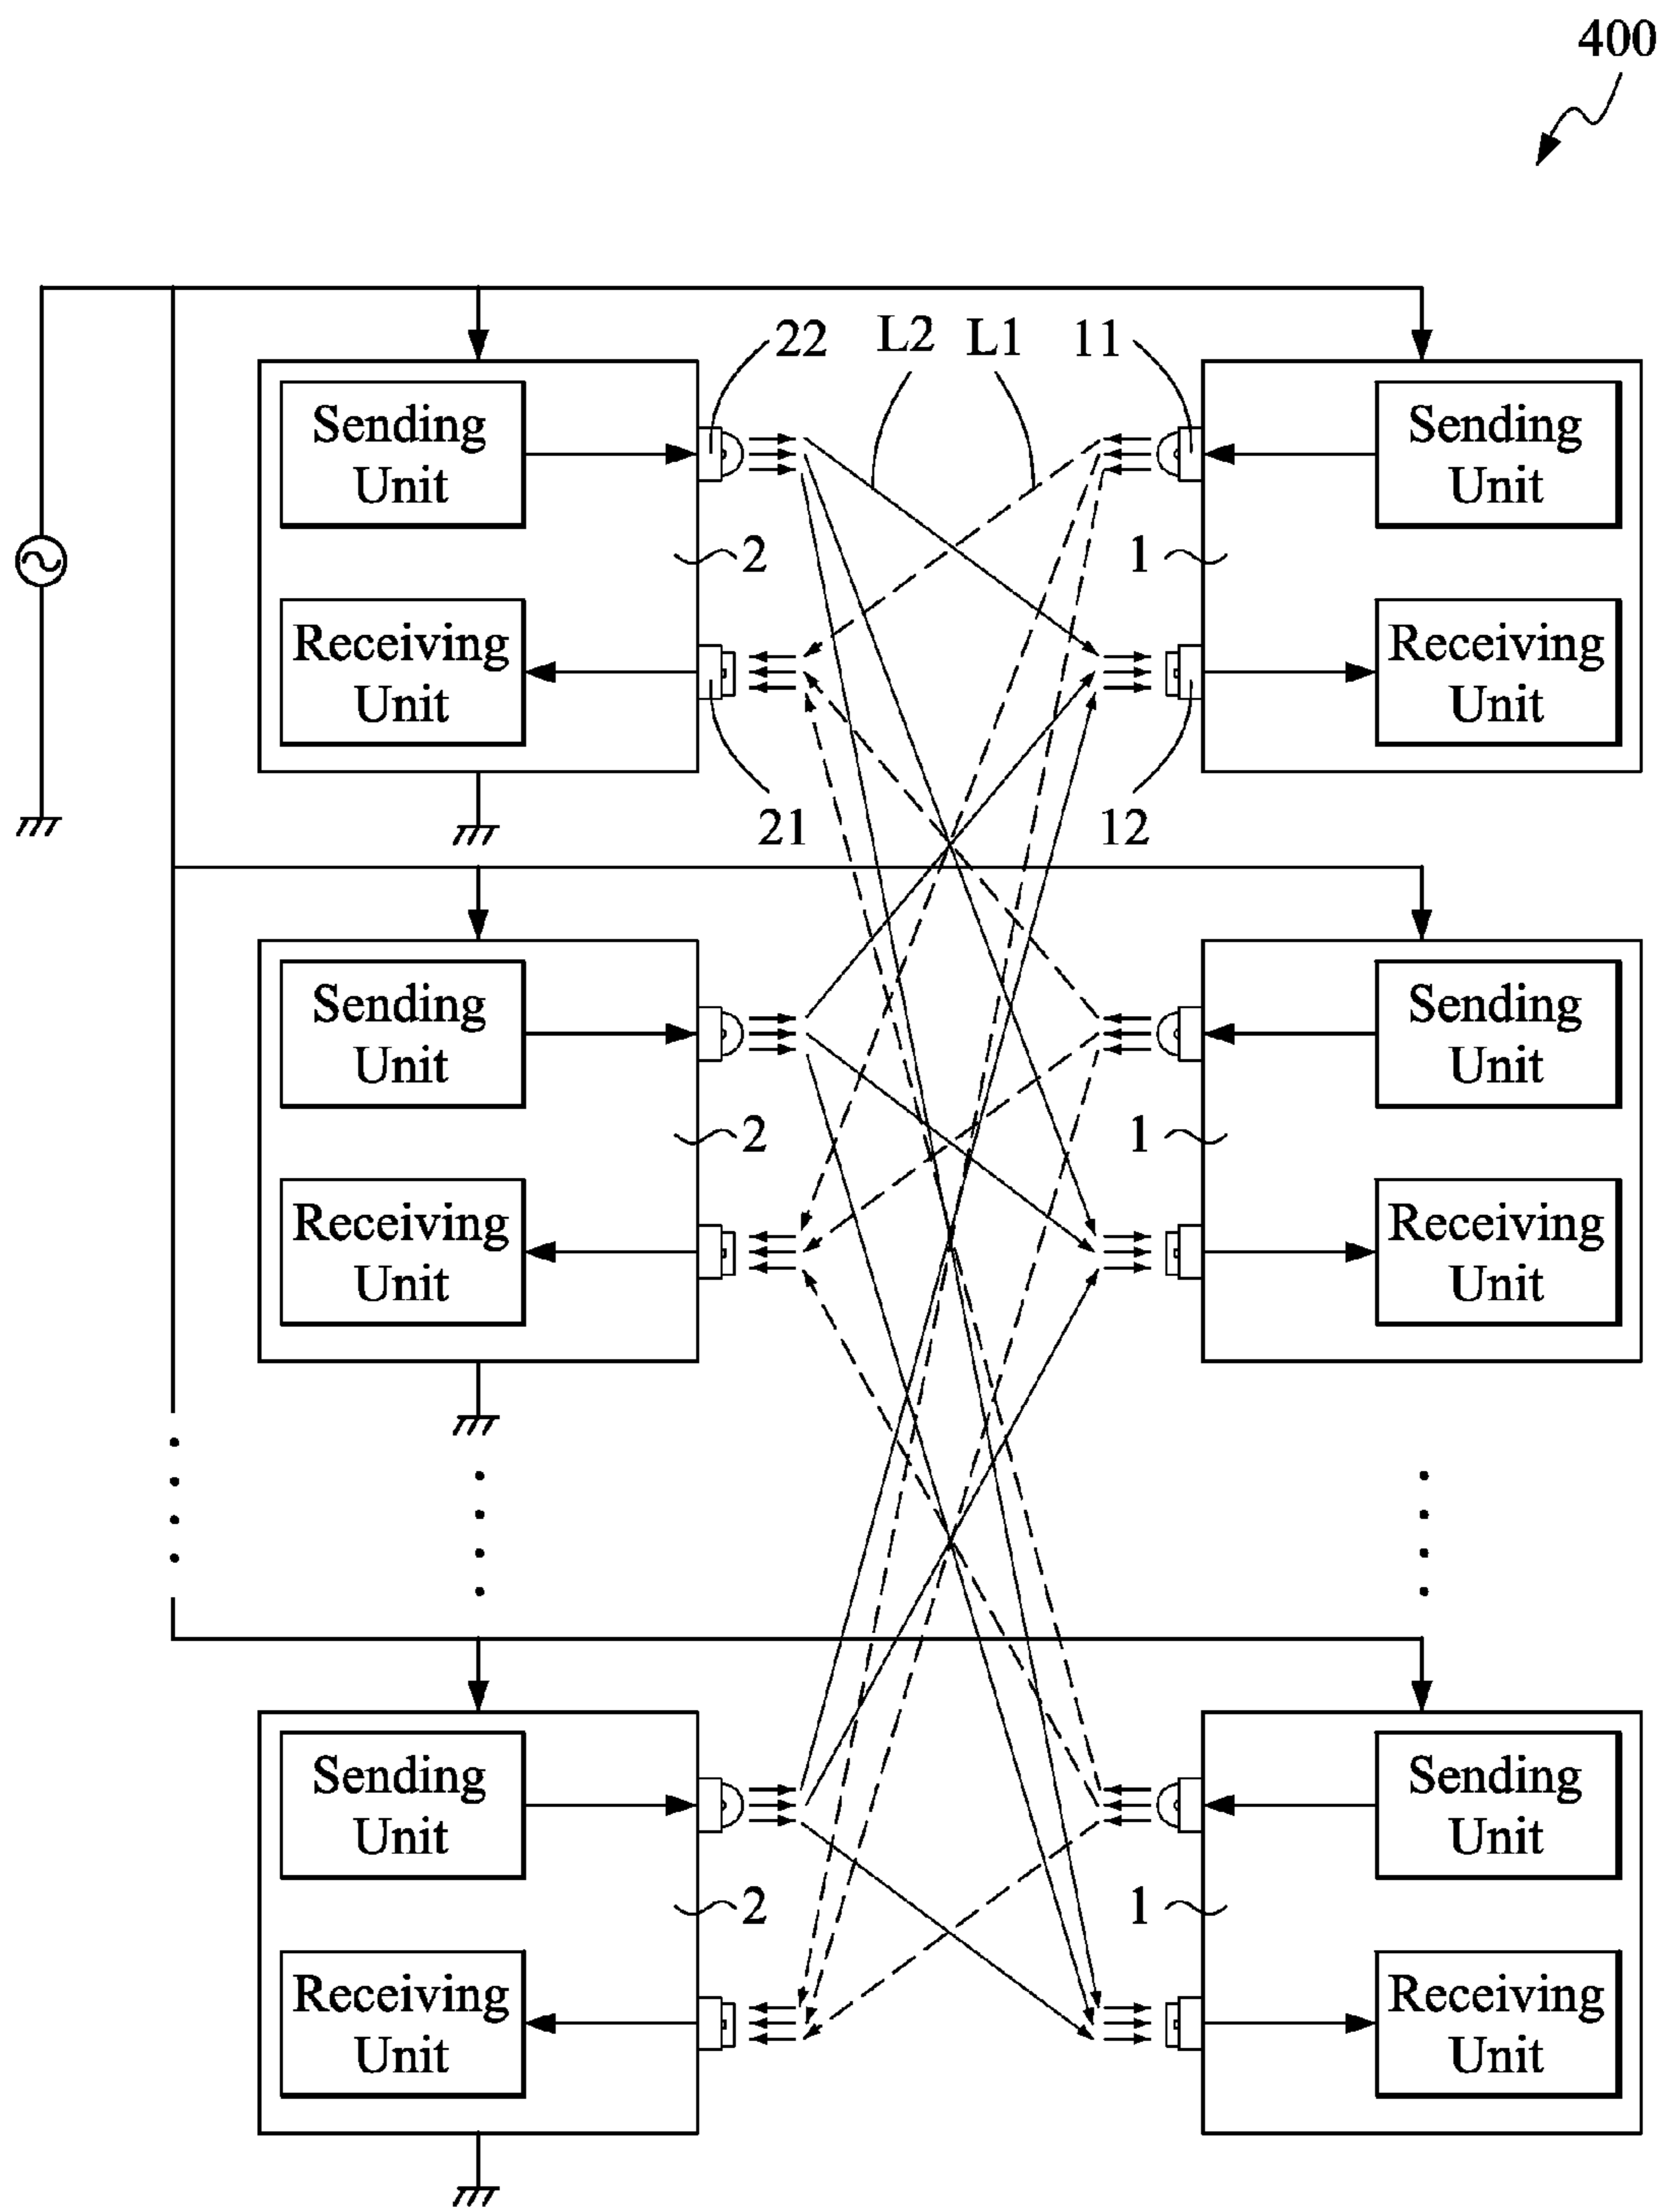 400
22 L2 L1 11
Sending
Unit
Sending
Unit
2
1
Receiving
Unit
Receiving
Unit
21
12
Sending
Unit
Sending
Unit
2
1
Receiving
Unit
Receiving
Unit
Sending
Unit
Sending
Unit
2
1
Receiving
Unit
Receiving
Unit